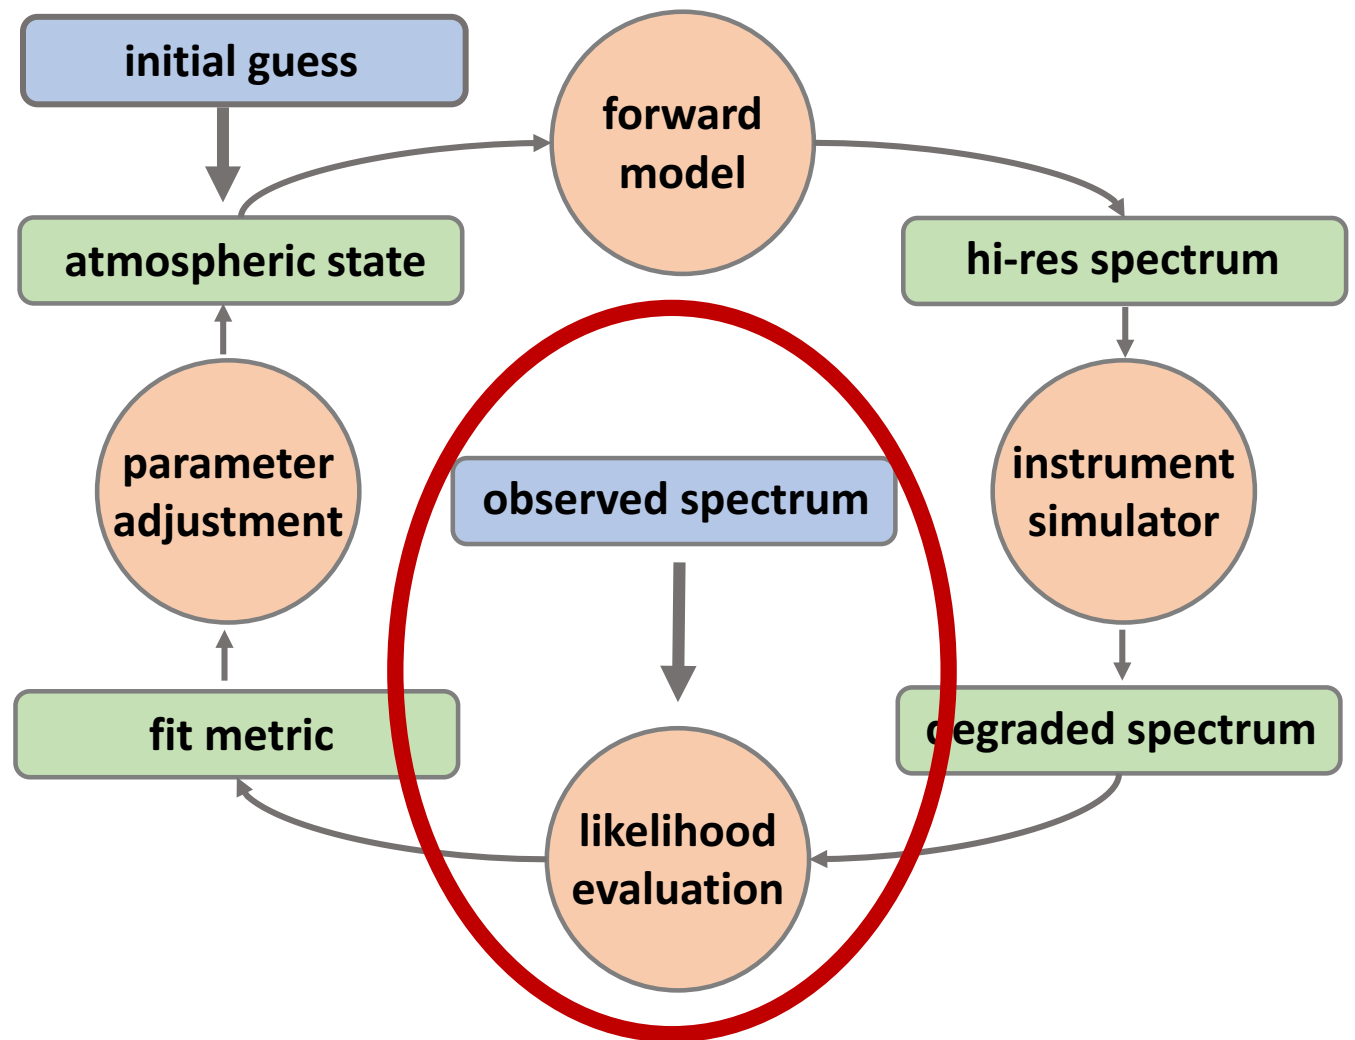 initial guess
forward
model
atmospheric state
hi-res spectrum
parameter
adjustment
observed spectrum
instrument
simulator
fit metric
degraded spectrum
likelihood
evaluation